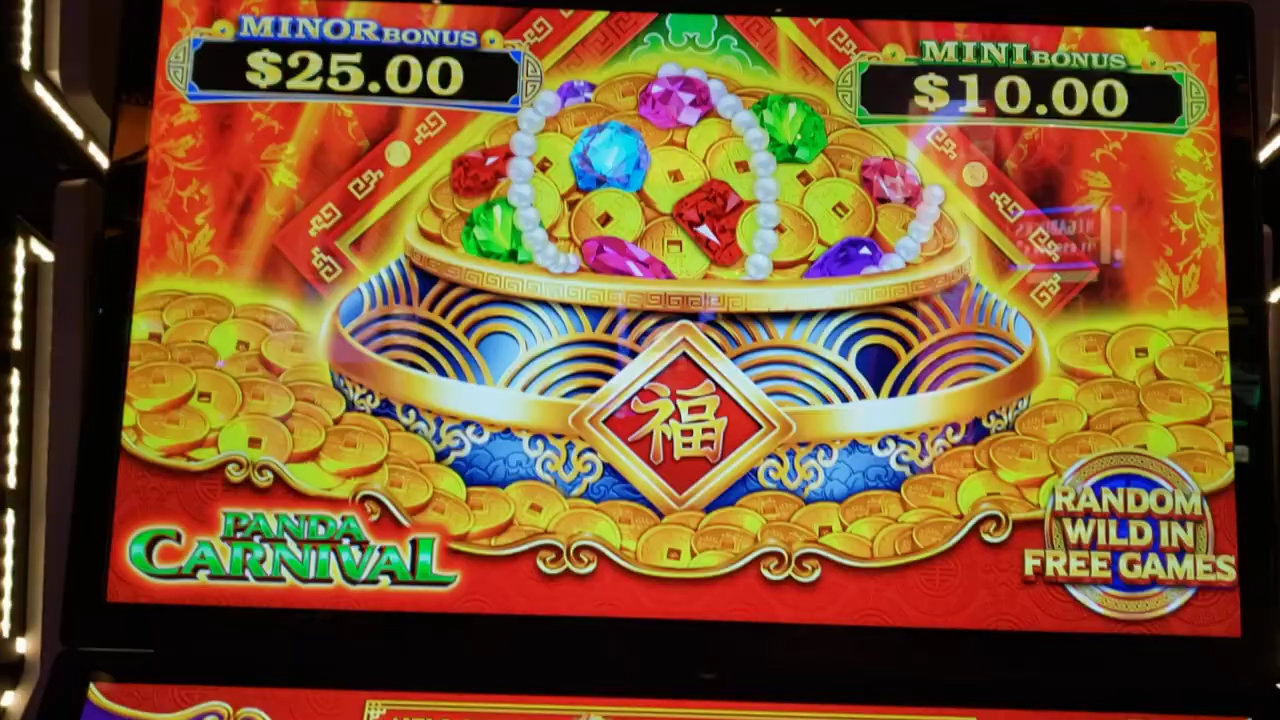 MINOR BONUS
$25.00
MINI BONUS
$10.00
福
PANDA
CARNIVAL
RANDOM
WILD IN
FREE GAMES